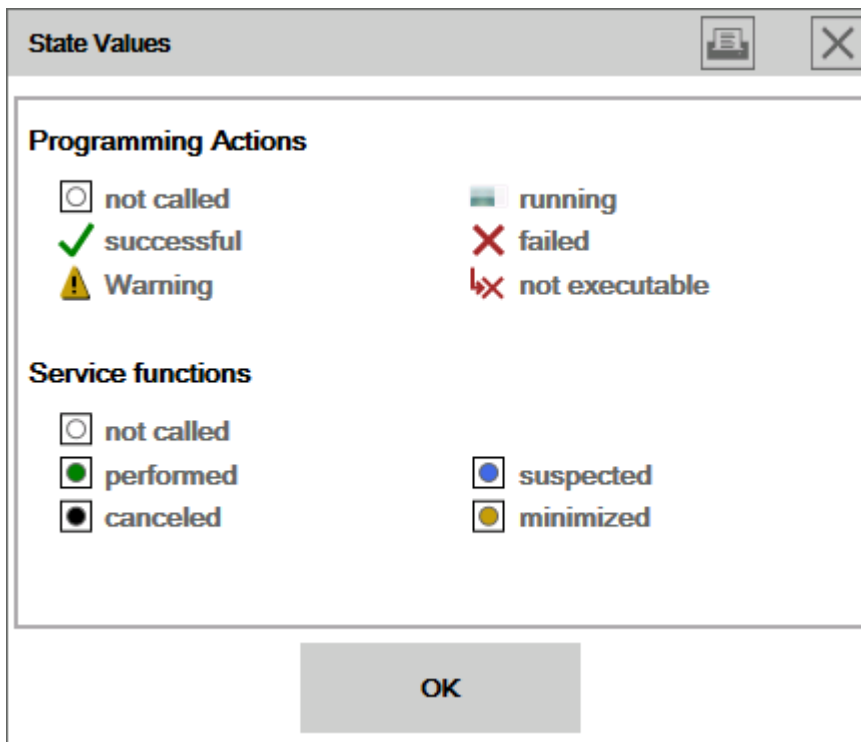 State Values
Programming Actions
not called running
successful failed
Warning not executable
Service functions
not called
performed suspected
canceled minimized
OK